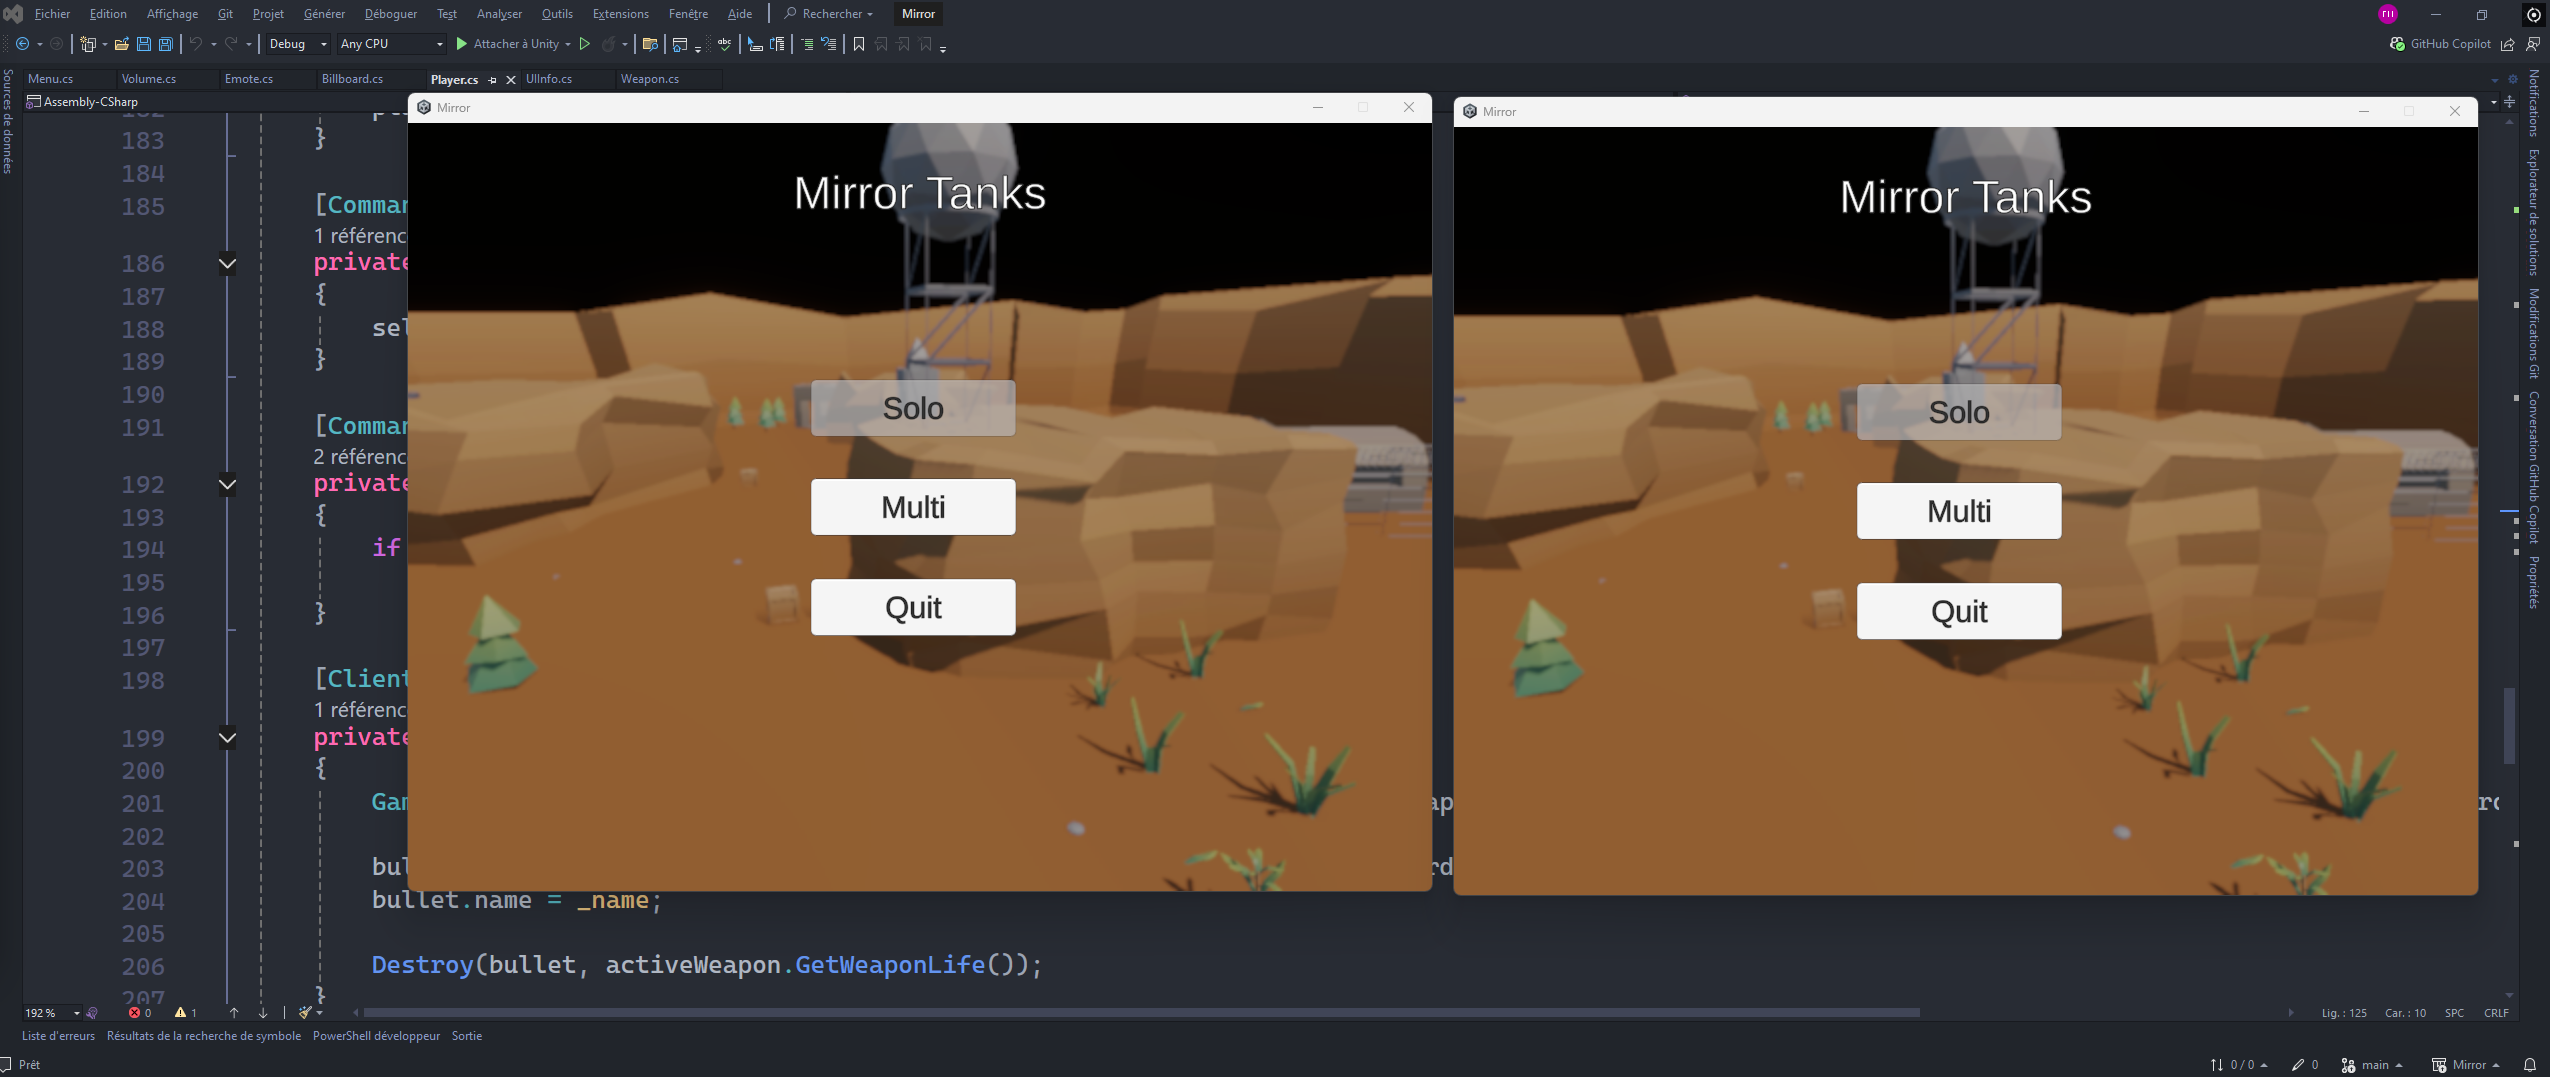 Fichier Edition Affichage Git Projet Générer Déboguer Test Analyser Outils Extensions Fenêtre Aide Rechercher Mirror
Debug Any CPU Attacher à Unity GitHub Copilot
Menu.cs Volume.cs Emote.cs Billboard.cs Player.cs UIInfo.cs Weapon.cs
Assembly-CSharp
Sources de données
Mirror
Mirror Tanks
Solo
Multi
Quit
Mirror
Mirror Tanks
Solo
Multi
Quit
183 }
184
185 [Comman
1 référenc
186 private
187 {
188 sel
189 }
190
191 [Comman
2 référenc
192 private
193 {
194 if
195
196 }
197
198 [Client
1 référenc
199 private
200 {
201 Gam
202
203 bul
204 bullet.name = _name;
205
206 Destroy(bullet, activeWeapon.GetWeaponLife());
207 }
Notifications
Explorateur de solutions
Modifications Git
Conversation GitHub Copilot
Propriétés
192 % 0 1 Lig. : 125 Car. : 10 SPC CRLF
Liste d'erreurs Résultats de la recherche de symbole PowerShell développeur Sortie
Prêt 0 / 0 0 main Mirror